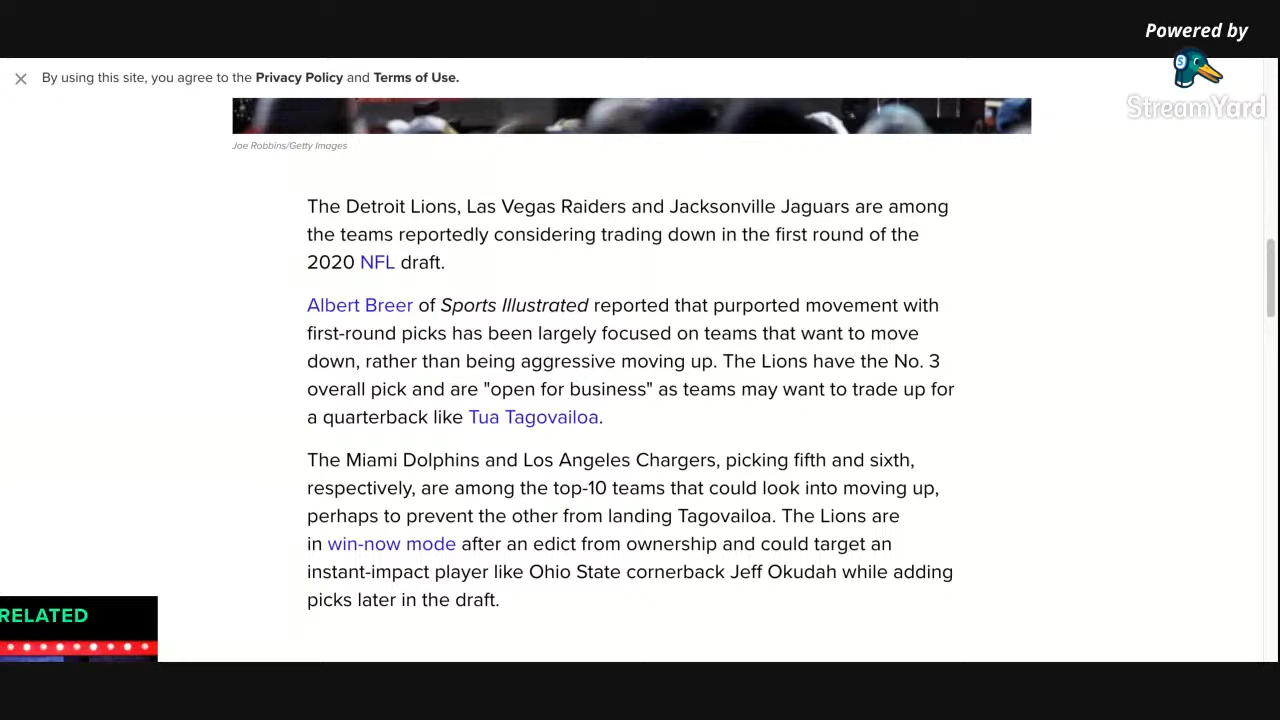 Powered by
StreamYard
By using this site, you agree to the Privacy Policy and Terms of Use.
Joe Robbins/Getty Images
The Detroit Lions, Las Vegas Raiders and Jacksonville Jaguars are among
the teams reportedly considering trading down in the first round of the
2020 NFL draft.
Albert Breer of Sports Illustrated reported that purported movement with
first-round picks has been largely focused on teams that want to move
down, rather than being aggressive moving up. The Lions have the No. 3
overall pick and are "open for business" as teams may want to trade up for
a quarterback like Tua Tagovailoa.
The Miami Dolphins and Los Angeles Chargers, picking fifth and sixth,
respectively, are among the top-10 teams that could look into moving up,
perhaps to prevent the other from landing Tagovailoa. The Lions are
in win-now mode after an edict from ownership and could target an
instant-impact player like Ohio State cornerback Jeff Okudah while adding
picks later in the draft.
RELATED